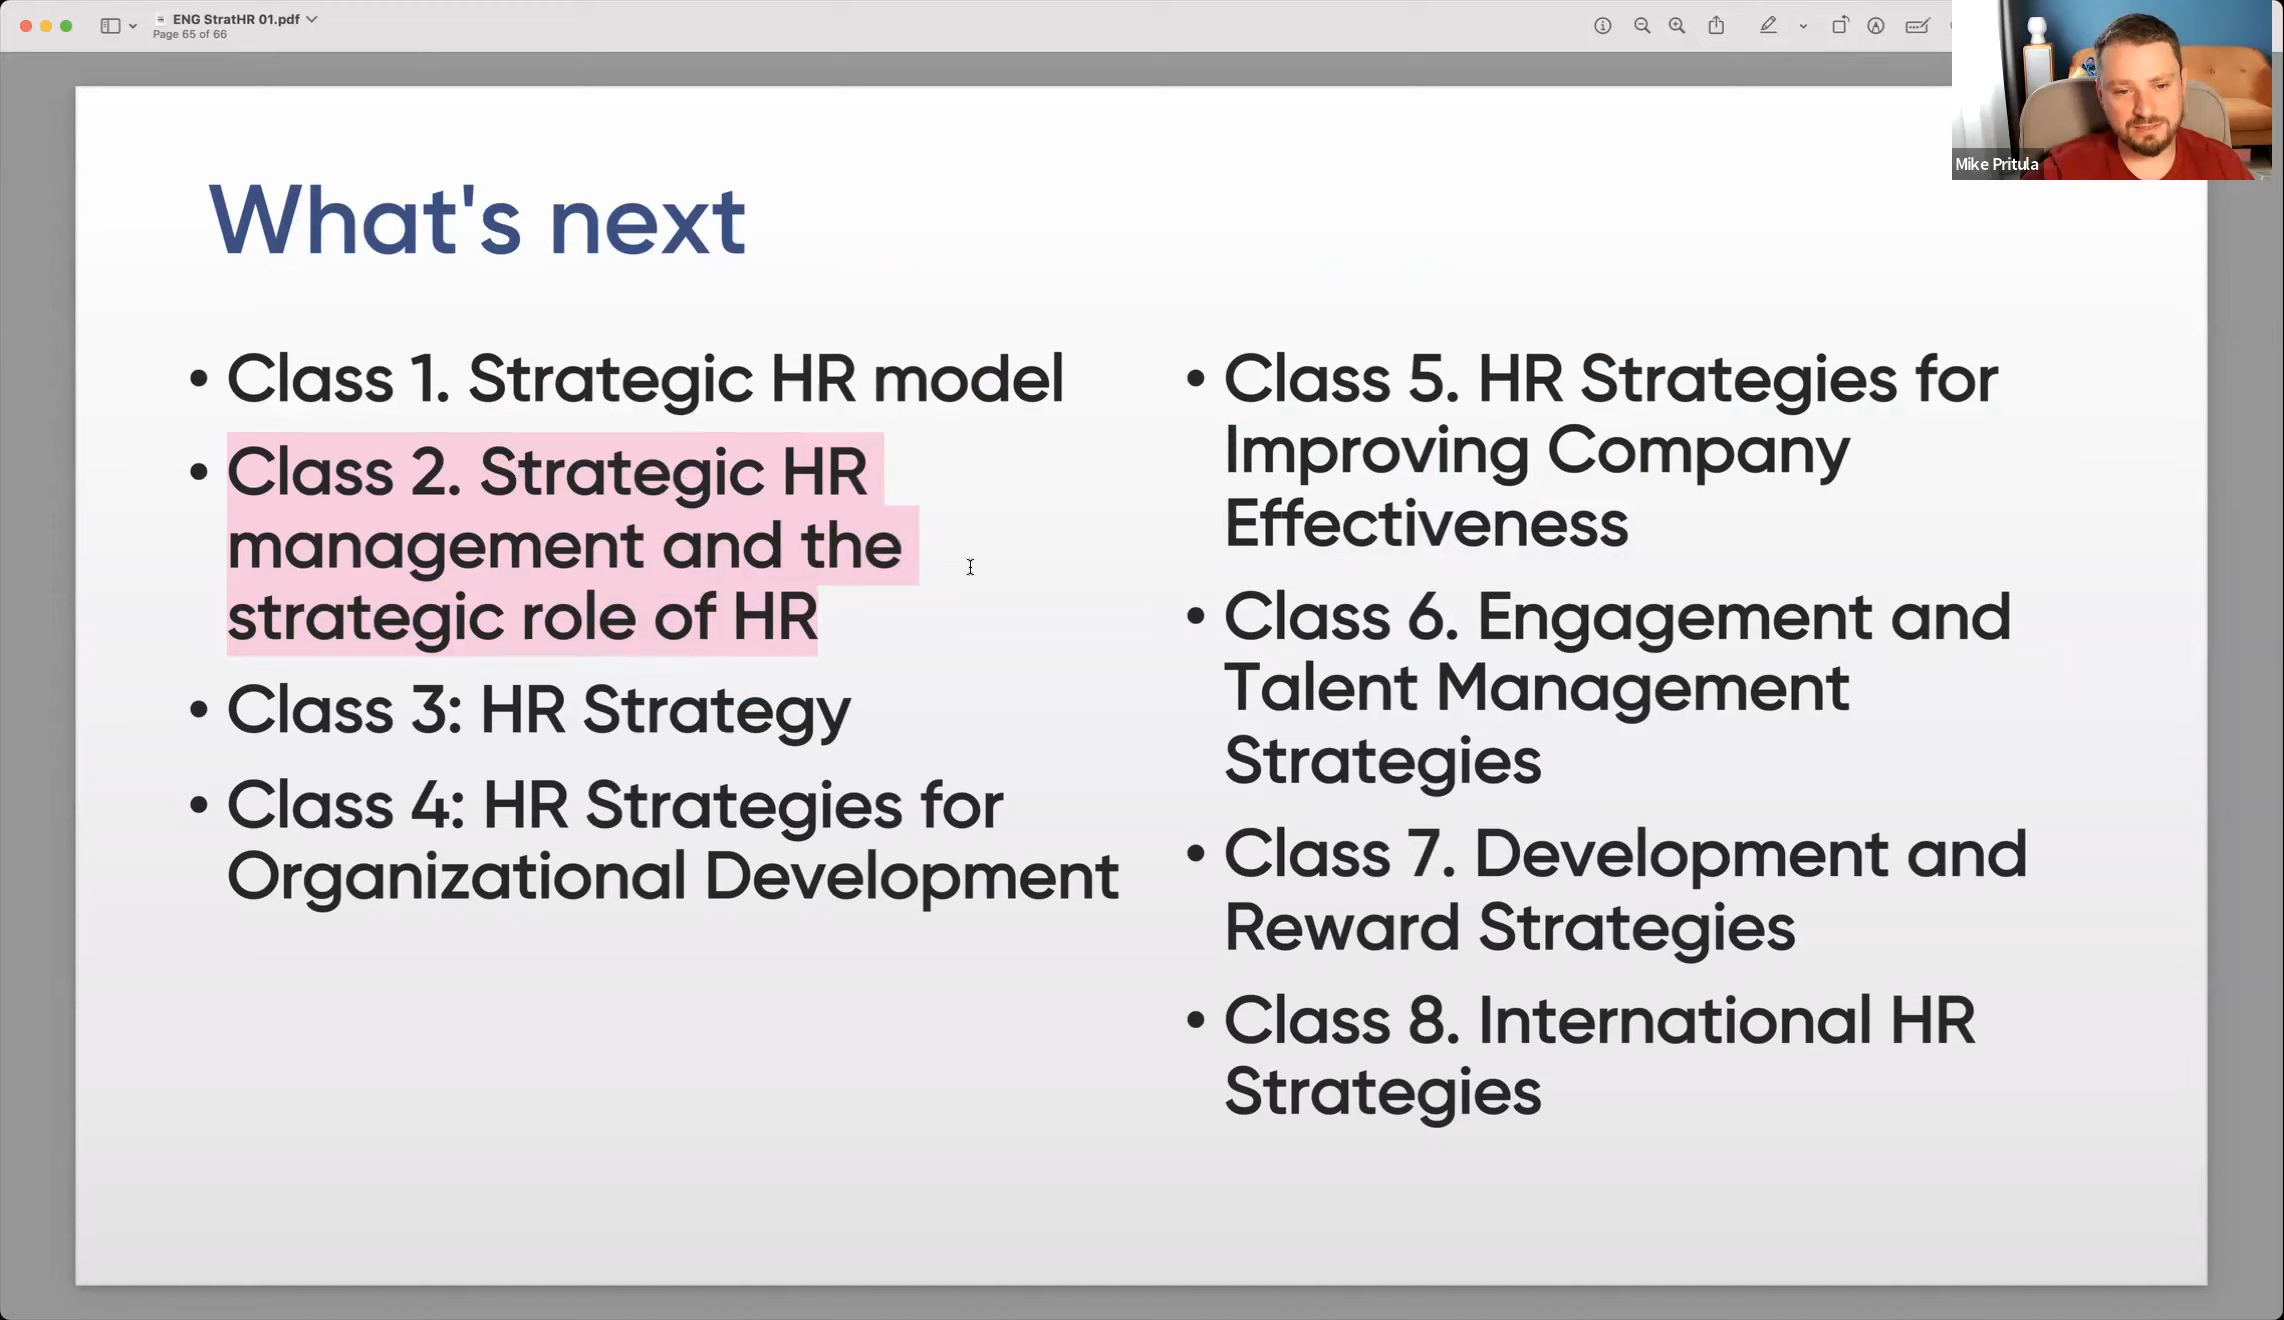 ENG StratHR 01.pdf
Page 65 of 66
Mike Pritula
What's next
• Class 1. Strategic HR model
• Class 2. Strategic HR
management and the
strategic role of HR
• Class 3: HR Strategy
• Class 4: HR Strategies for
Organizational Development
• Class 5. HR Strategies for
Improving Company
Effectiveness
• Class 6. Engagement and
Talent Management
Strategies
• Class 7. Development and
Reward Strategies
• Class 8. International HR
Strategies